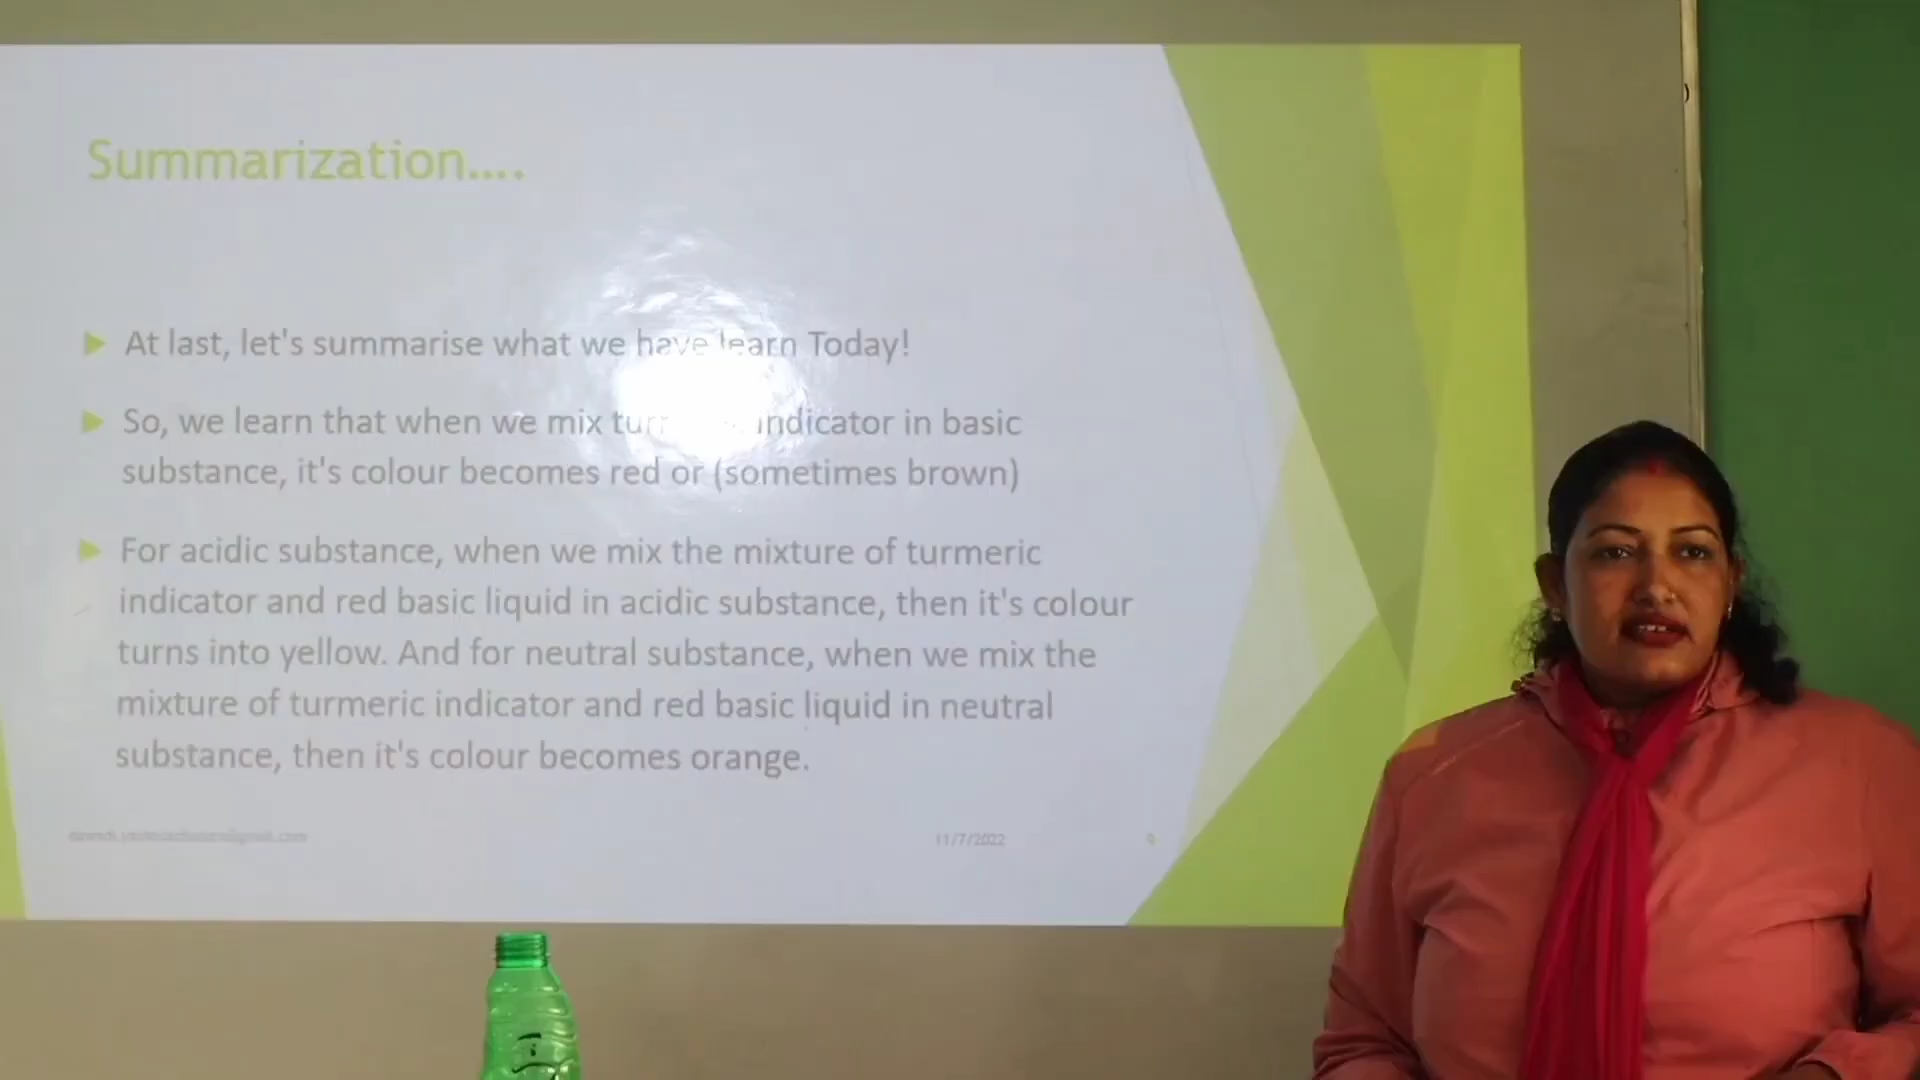 Summarization....
At last, let's summarise what we have learn Today!
So, we learn that when we mix indicator in basic
substance, it's colour becomes red or (sometimes brown)
For acidic substance, when we mix the mixture of turmeric
indicator and red basic liquid in acidic substance, then it's colour
turns into yellow. And for neutral substance, when we mix the
mixture of turmeric indicator and red basic liquid in neutral
substance, then it's colour becomes orange.
11/7/2022